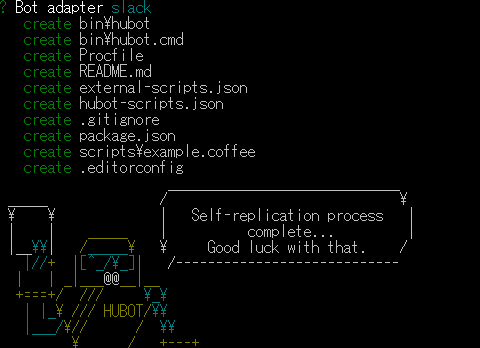 ? Bot adapter slack
create bin¥hubot
create bin¥hubot.cmd
create Procfile
create README.md
create external-scripts.json
create hubot-scripts.json
create .gitignore
create package.json
create scripts¥example.coffee
create .editorconfig
Self-replication process
complete...
Good luck with that.
HUBOT